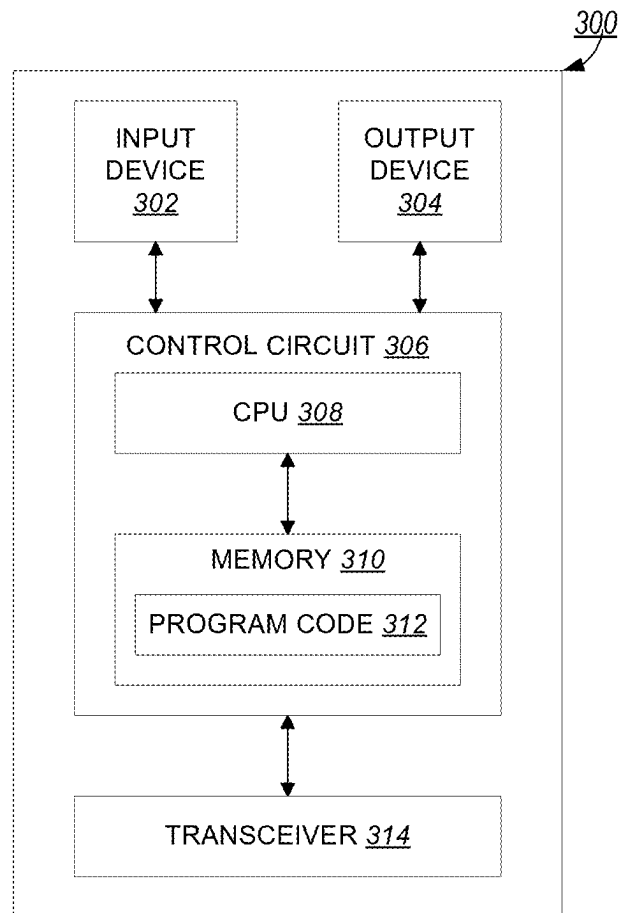 300
INPUT
DEVICE
302
OUTPUT
DEVICE
304
CONTROL CIRCUIT 306
CPU 308
MEMORY 310
PROGRAM CODE 312
TRANSCEIVER 314